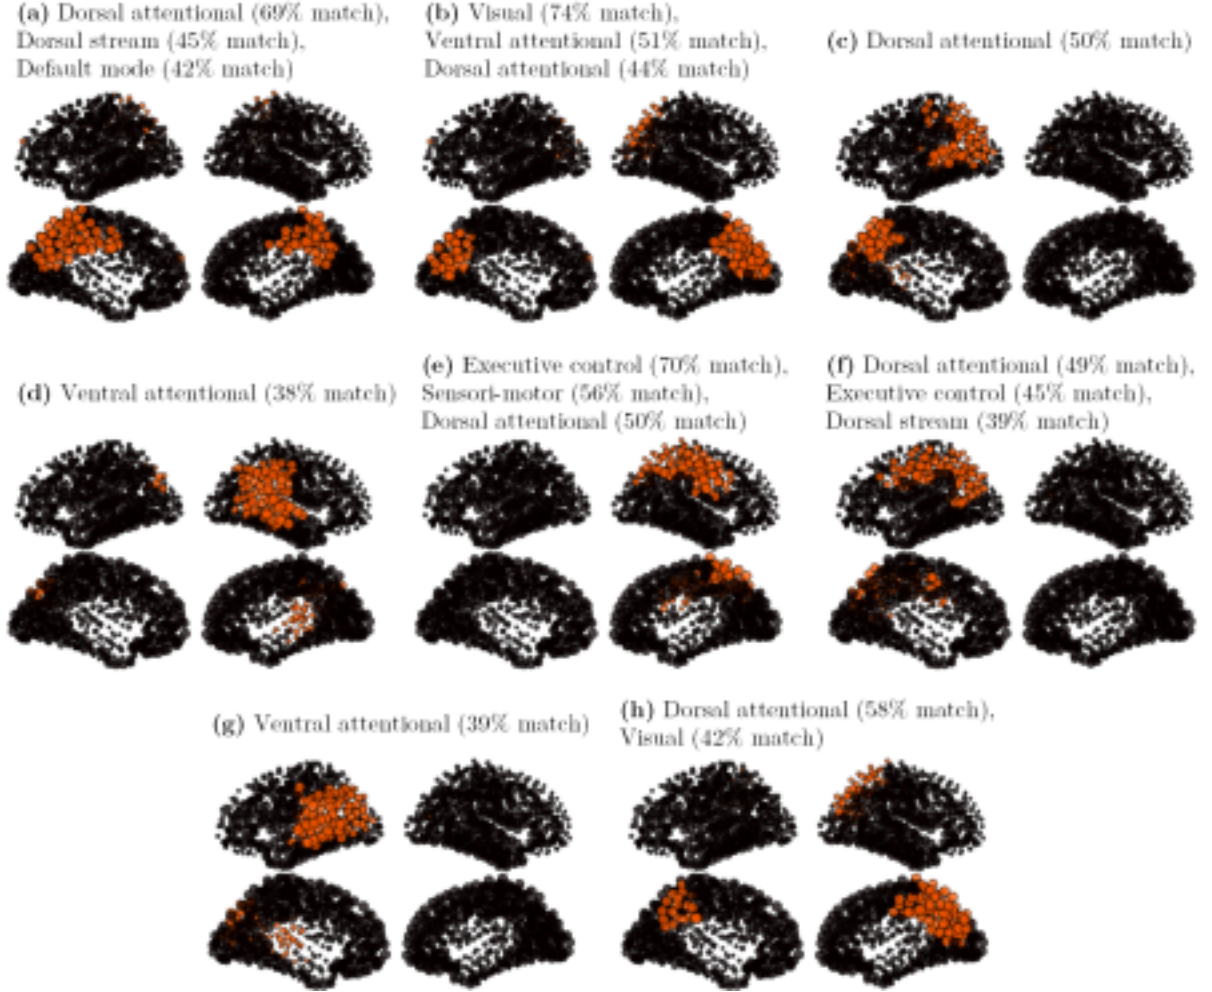 (a) Dorsal attentional (69% match),
Dorsal stream (45% match),
Default mode (42% match)
(b) Visual (74% match),
Ventral attentional (51% match),
Dorsal attentional (44% match)
(c) Dorsal attentional (50% match)
(d) Ventral attentional (38% match)
(e) Executive control (70% match),
Sensori-motor (56% match),
Dorsal attentional (50% match)
(f) Dorsal attentional (49% match),
Executive control (45% match),
Dorsal stream (39% match)
(g) Ventral attentional (39% match)
(h) Dorsal attentional (58% match),
Visual (42% match)